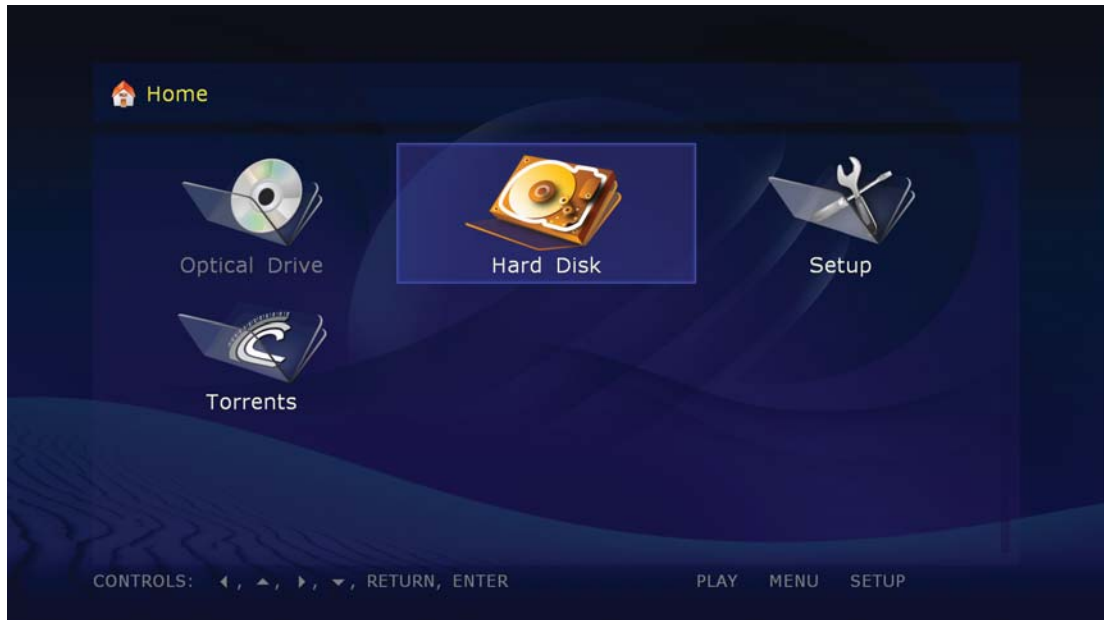 Home
Optical Drive
Hard Disk
Setup
Torrents
CONTROLS: ◂, ▴, ▸, ▾, RETURN, ENTER PLAY MENU SETUP